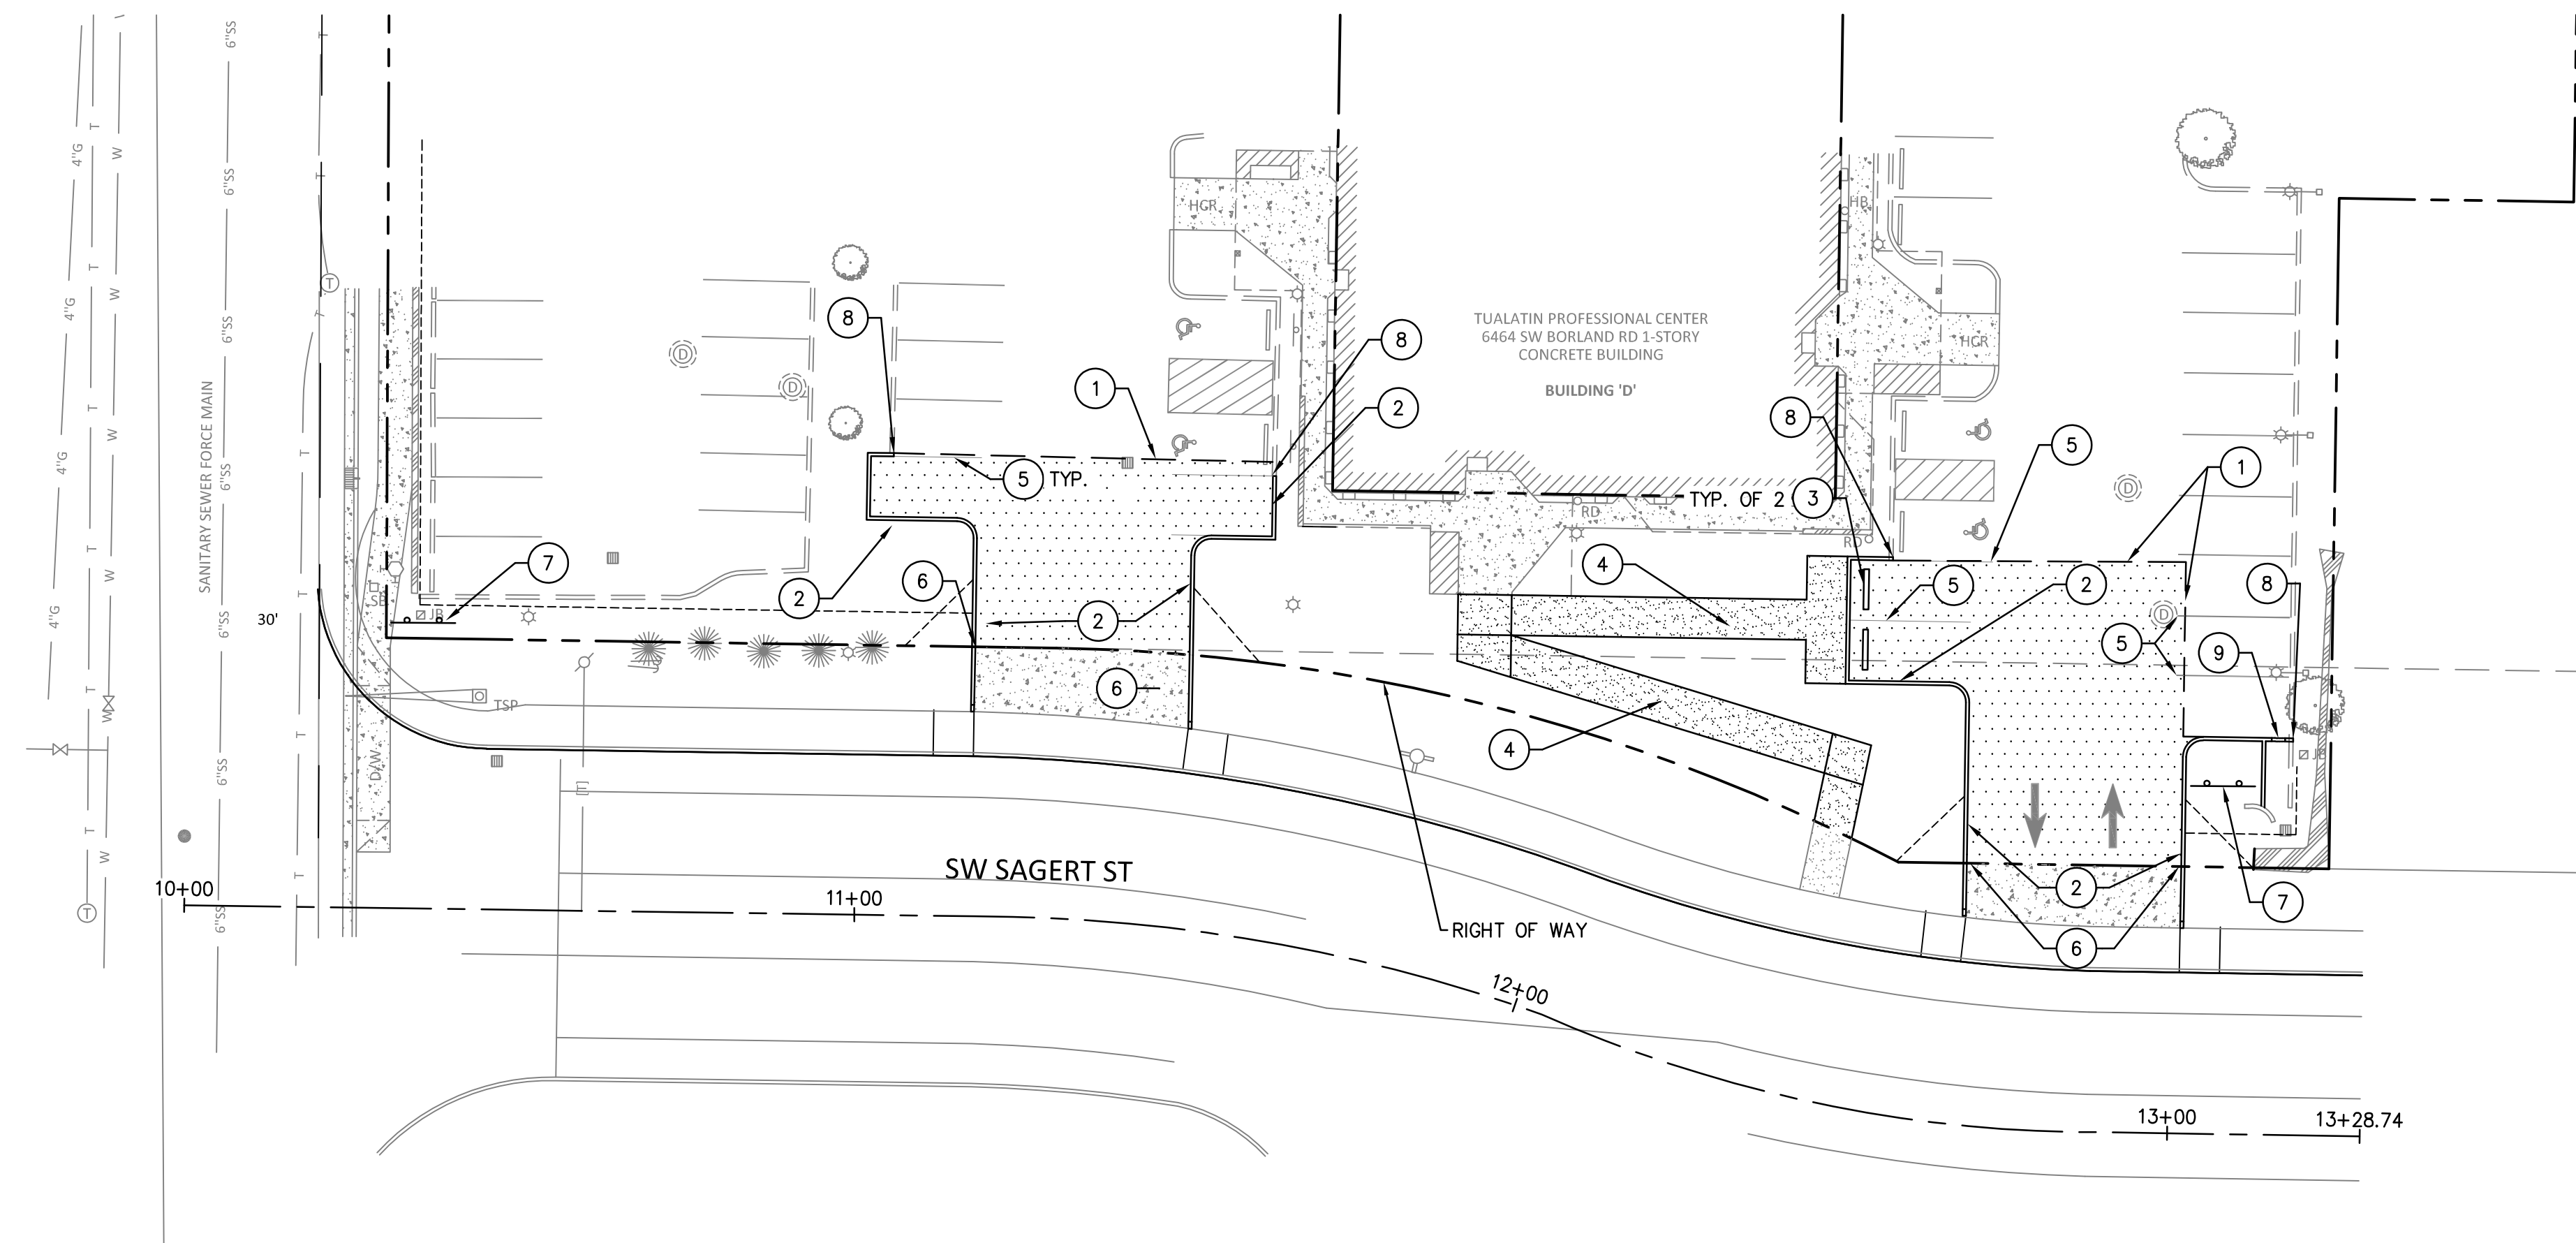 6"SS
4"G
T
W
W
6"SS
HGR
HB
4"G
T
W
T
4"G
TUALATIN PROFESSIONAL CENTER
6464 SW BORLAND RD 1-STORY
CONCRETE BUILDING
BUILDING 'D'
8
8
HGR
D
D
1
2
8
5
1
SANITARY SEWER FORCE MAIN
6"SS
4"G
T
W
5 TYP.
TYP. OF 2 3
D
RD
RD
7
2
6
4
5
2
8
SB
JB
4"G
30'
6"SS
2
D
5
9
6
TSP
4
JB
D/W
6"SS
SW SAGERT ST
10+00
11+00
6"SS
T
RIGHT OF WAY
2
7
6
12+00
13+00
13+28.74